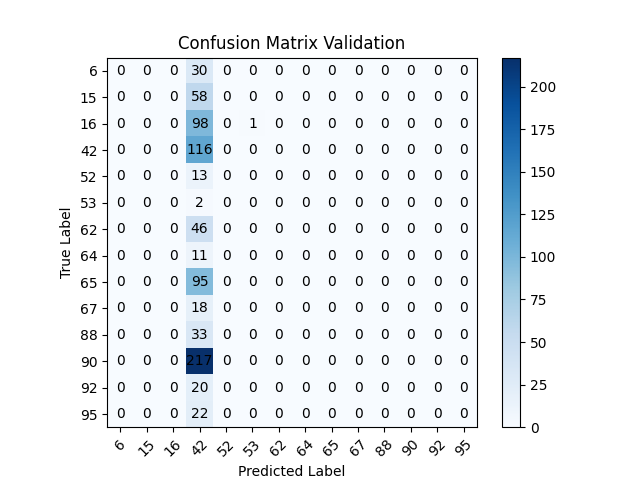 Confusion Matrix Validation
6 0 0 0 30 0 0 0 0 0 0 0 0 0 0
15 0 0 0 58 0 0 0 0 0 0 0 0 0 0
16 0 0 0 98 0 1 0 0 0 0 0 0 0 0
42 0 0 0 116 0 0 0 0 0 0 0 0 0 0
52 0 0 0 13 0 0 0 0 0 0 0 0 0 0
53 0 0 0 2 0 0 0 0 0 0 0 0 0 0
62 0 0 0 46 0 0 0 0 0 0 0 0 0 0
64 0 0 0 11 0 0 0 0 0 0 0 0 0 0
65 0 0 0 95 0 0 0 0 0 0 0 0 0 0
67 0 0 0 18 0 0 0 0 0 0 0 0 0 0
88 0 0 0 33 0 0 0 0 0 0 0 0 0 0
90 0 0 0 217 0 0 0 0 0 0 0 0 0 0
92 0 0 0 20 0 0 0 0 0 0 0 0 0 0
95 0 0 0 22 0 0 0 0 0 0 0 0 0 0
6 15 16 42 52 53 62 64 65 67 88 90 92 95
Predicted Label
True Label
200
175
150
125
100
75
50
25
0